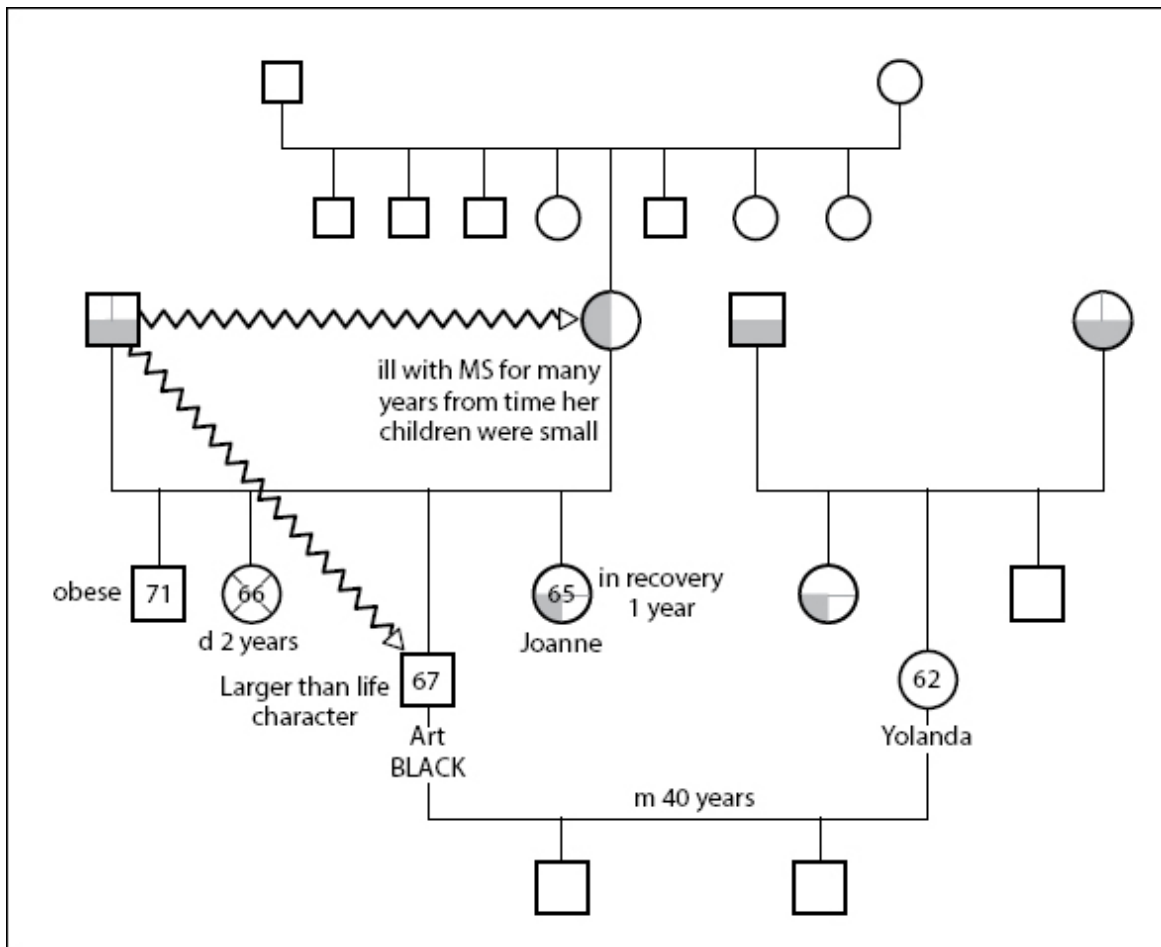 ill with MS for many
years from time her
children were small
obese
71
66
d 2 years
65
in recovery
1 year
Joanne
Larger than life
character
67
Art
BLACK
62
Yolanda
m 40 years